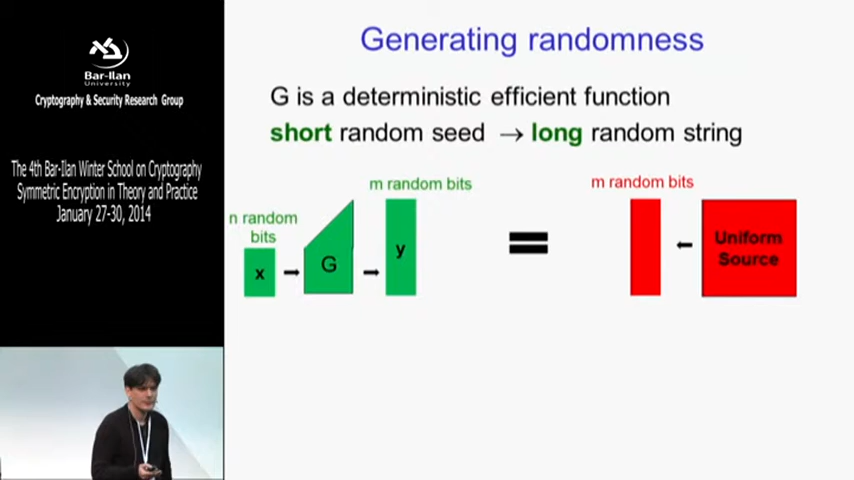 Bar-Ilan
University
Cryptography & Security Research Group
The 4th Bar-Ilan Winter School on Cryptography
Symmetric Encryption in Theory and Practice
January 27-30, 2014
Generating randomness
G is a deterministic efficient function
short random seed → long random string
n random
bits
x
G
m random bits
y
=
m random bits
Uniform
Source